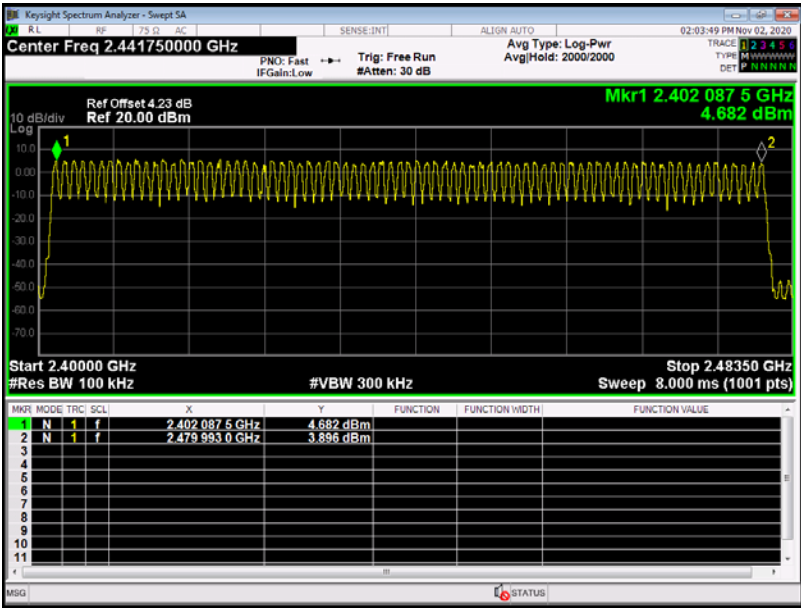 Keysight Spectrum Analyzer - Swept SA
RL RF 75 Ω AC SENSE:INT ALIGN AUTO 02:03:49 PM Nov 02, 2020
Center Freq 2.441750000 GHz
PNO: Fast
IFGain:Low
Trig: Free Run
#Atten: 30 dB
Avg Type: Log-Pwr
Avg|Hold: 2000/2000
TRACE 1 2 3 4 5 6
TYPE M WWWWW
DET P N N N N N
Ref Offset 4.23 dB
Ref 20.00 dBm
10 dB/div
Log
Mkr1 2.402 087 5 GHz
4.682 dBm
1
2
10.0
0.00
-10.0
-20.0
-30.0
-40.0
-50.0
-60.0
-70.0
Start 2.40000 GHz
Stop 2.48350 GHz
#Res BW 100 kHz
#VBW 300 kHz
Sweep 8.000 ms (1001 pts)
MKR MODE TRC SCL X Y FUNCTION FUNCTION WIDTH FUNCTION VALUE
1 N 1 f 2.402 087 5 GHz 4.682 dBm
2 N 1 f 2.479 993 0 GHz 3.896 dBm
3
4
5
6
7
8
9
10
11
MSG
STATUS